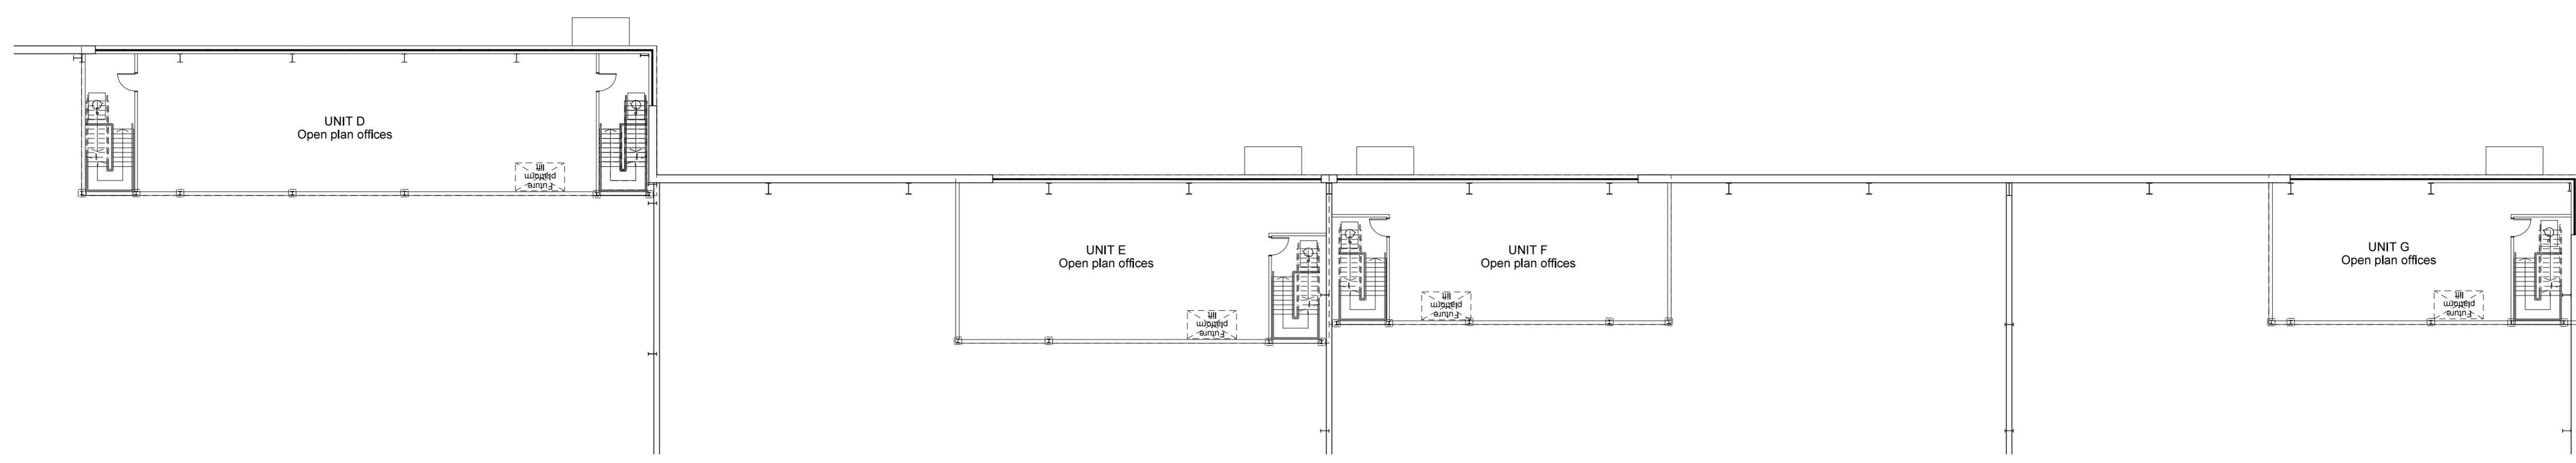 UNIT D
Open plan offices
Future
platform
lift
UNIT E
Open plan offices
Future
platform
lift
UNIT F
Open plan offices
Future
platform
lift
UNIT G
Open plan offices
Future
platform
lift